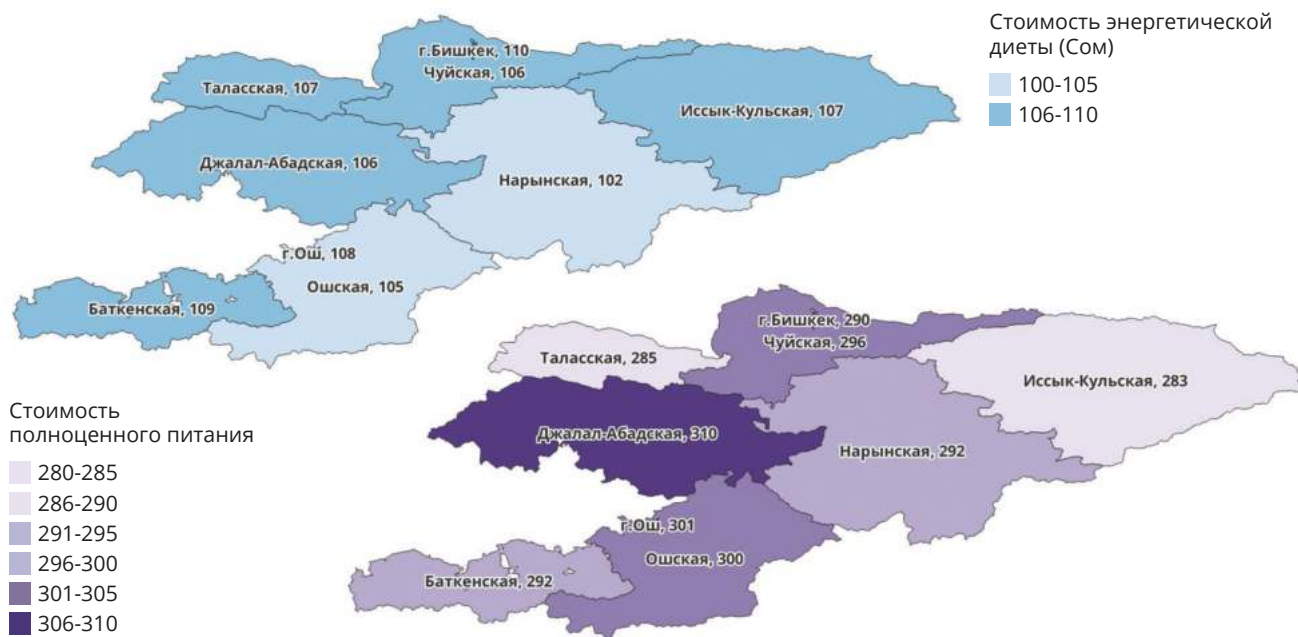 Стоимость энергетической
диеты (Сом)
100-105
106-110
г.Бишкек, 110
Чуйская, 106
Таласская, 107
Иссык-Кульская, 107
Джалал-Абадская, 106
Нарынская, 102
г.Ош, 108
Ошская, 105
Баткенская, 109
Стоимость
полноценного питания
280-285
286-290
291-295
296-300
301-305
306-310
г.Бишкек, 290
Чуйская, 296
Таласская, 285
Иссык-Кульская, 283
Джалал-Абадская, 310
Нарынская, 292
г.Ош, 301
Ошская, 300
Баткенская, 292